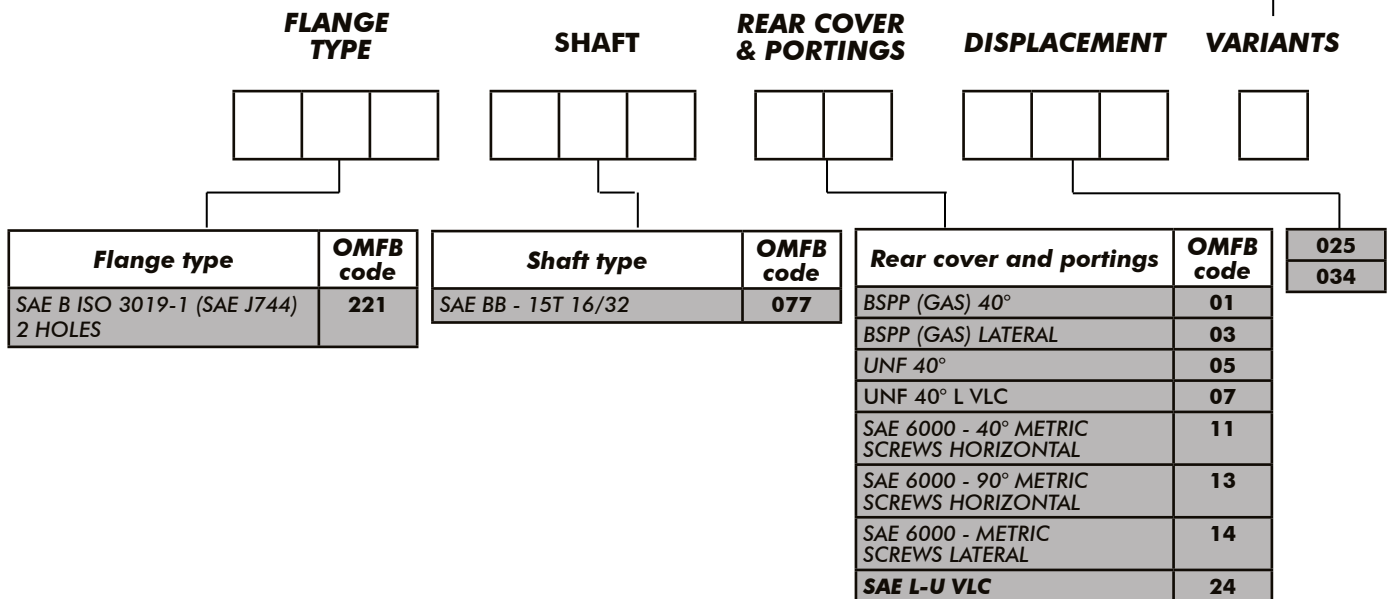 FLANGE
TYPE
SHAFT
REAR COVER
& PORTINGS
DISPLACEMENT
VARIANTS
Flange type
OMFB
code
SAE B ISO 3019-1 (SAE J744)
2 HOLES
221
Shaft type
OMFB
code
SAE BB - 15T 16/32
077
Rear cover and portings
OMFB
code
BSPP (GAS) 40°
01
BSPP (GAS) LATERAL
03
UNF 40°
05
UNF 40° L VLC
07
SAE 6000 - 40° METRIC
SCREWS HORIZONTAL
11
SAE 6000 - 90° METRIC
SCREWS HORIZONTAL
13
SAE 6000 - METRIC
SCREWS LATERAL
14
SAE L-U VLC
24
025
034